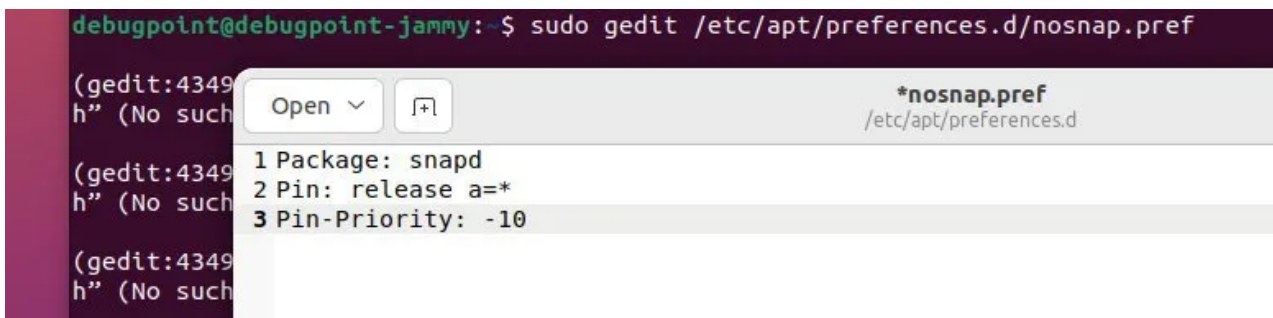 debugpoint@debugpoint-jammy:~$ sudo gedit /etc/apt/preferences.d/nosnap.pref
(gedit:4349
h” (No such
(gedit:4349
h” (No such
(gedit:4349
h” (No such
Open
*nosnap.pref
/etc/apt/preferences.d
1 Package: snapd
2 Pin: release a=*
3 Pin-Priority: -10